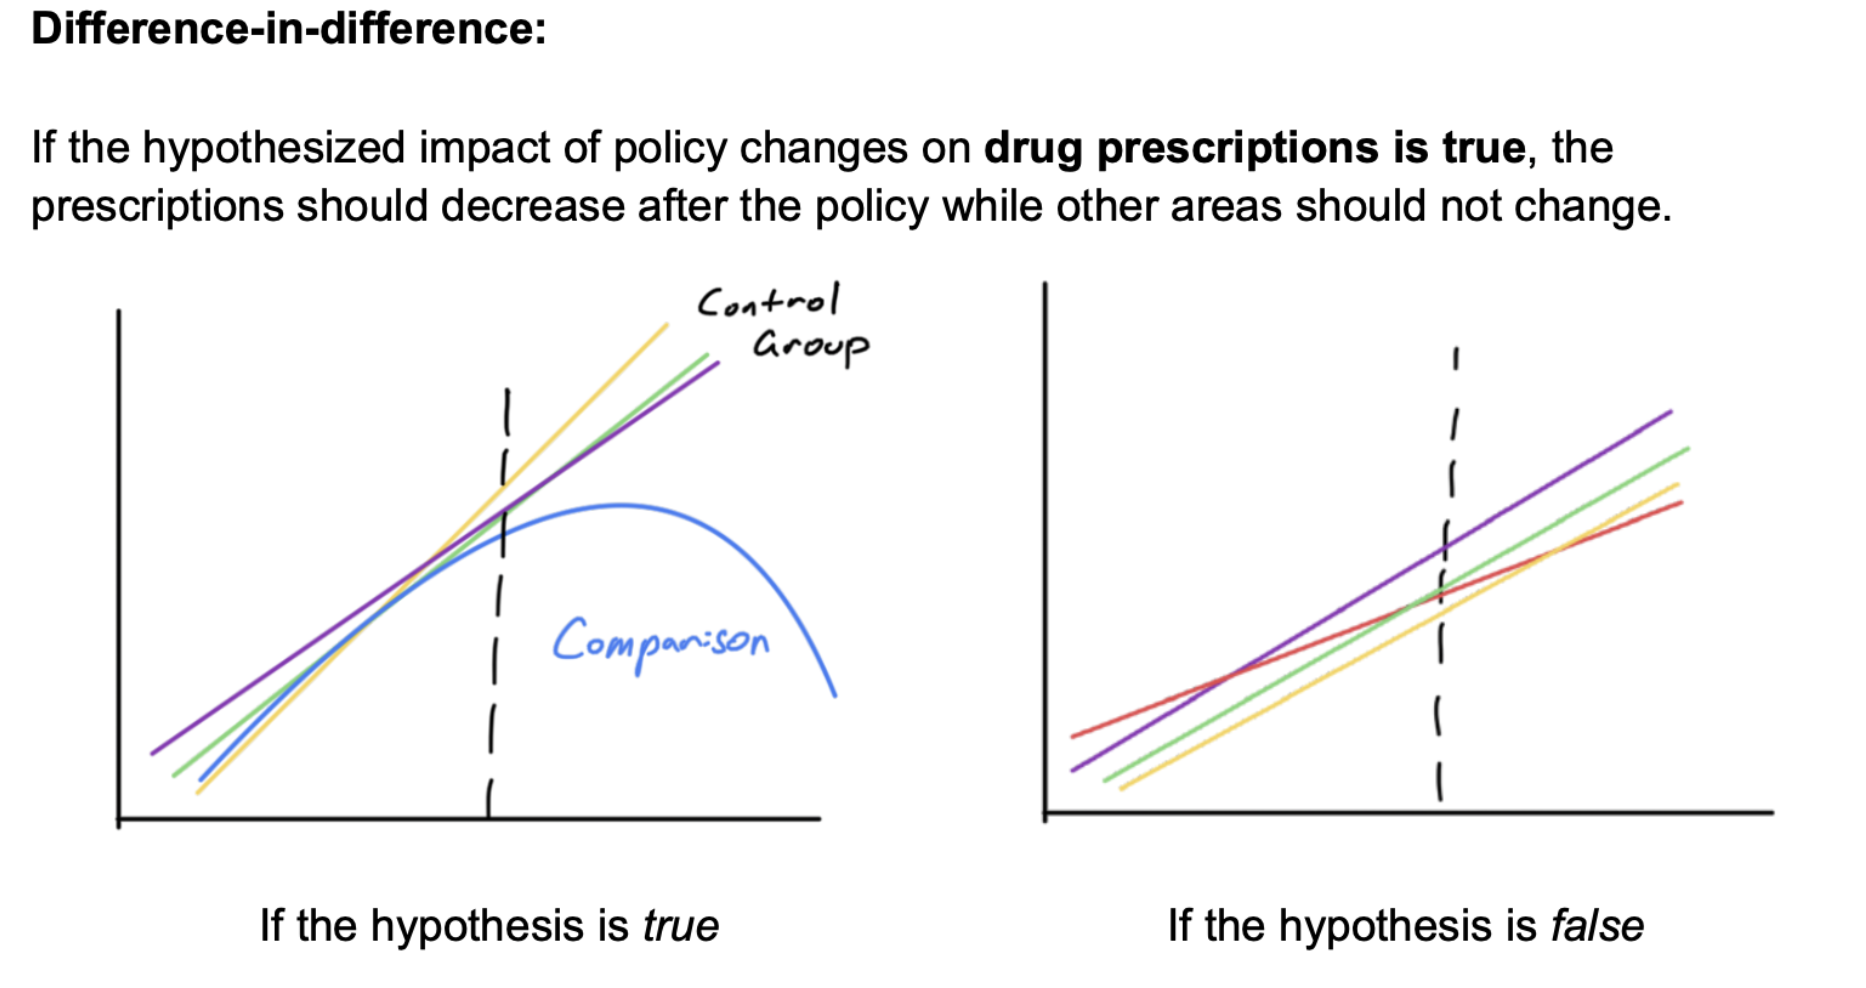 Difference-in-difference:
If the hypothesized impact of policy changes on drug prescriptions is true, the
prescriptions should decrease after the policy while other areas should not change.
Control
Group
Comparison
If the hypothesis is true
If the hypothesis is false